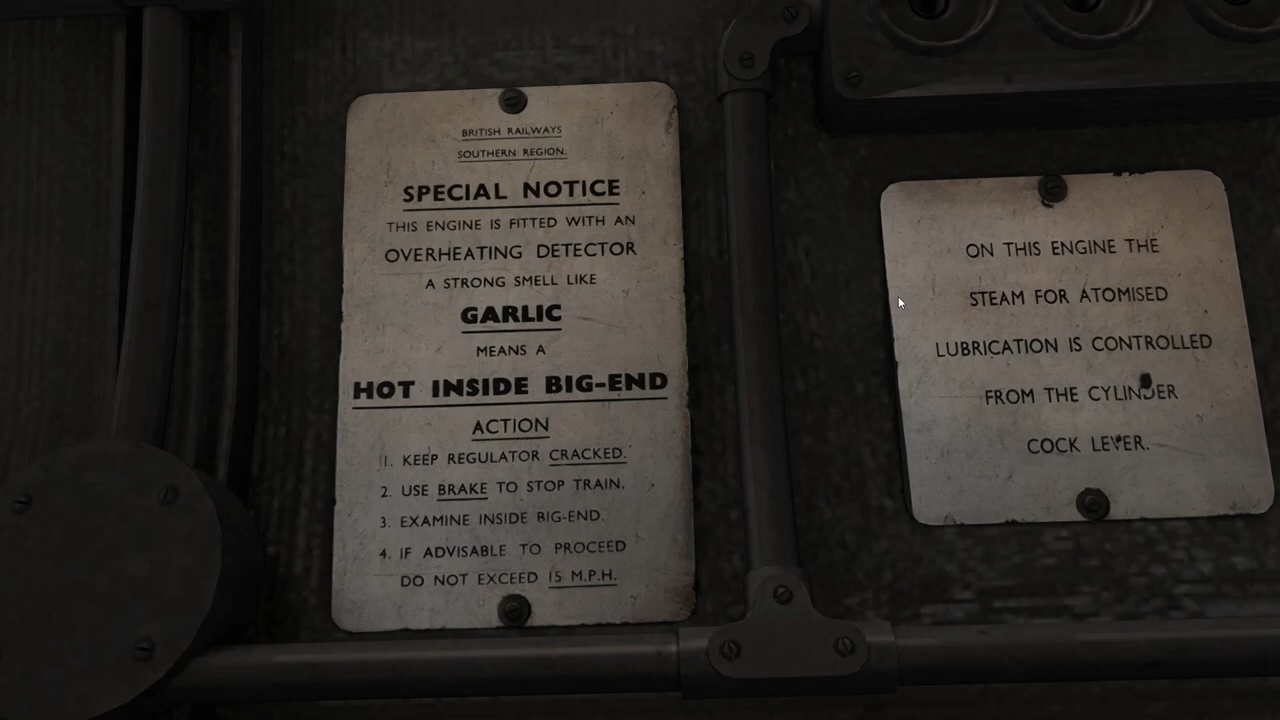 BRITISH RAILWAYS
SOUTHERN REGION.
SPECIAL NOTICE
THIS ENGINE IS FITTED WITH AN
OVERHEATING DETECTOR
A STRONG SMELL LIKE
GARLIC
MEANS A
HOT INSIDE BIG-END
ACTION
1. KEEP REGULATOR CRACKED.
2. USE BRAKE TO STOP TRAIN.
3. EXAMINE INSIDE BIG-END.
4. IF ADVISABLE TO PROCEED
DO NOT EXCEED 15 M.P.H.
ON THIS ENGINE THE
STEAM FOR ATOMISED
LUBRICATION IS CONTROLLED
FROM THE CYLINDER
COCK LEVER.